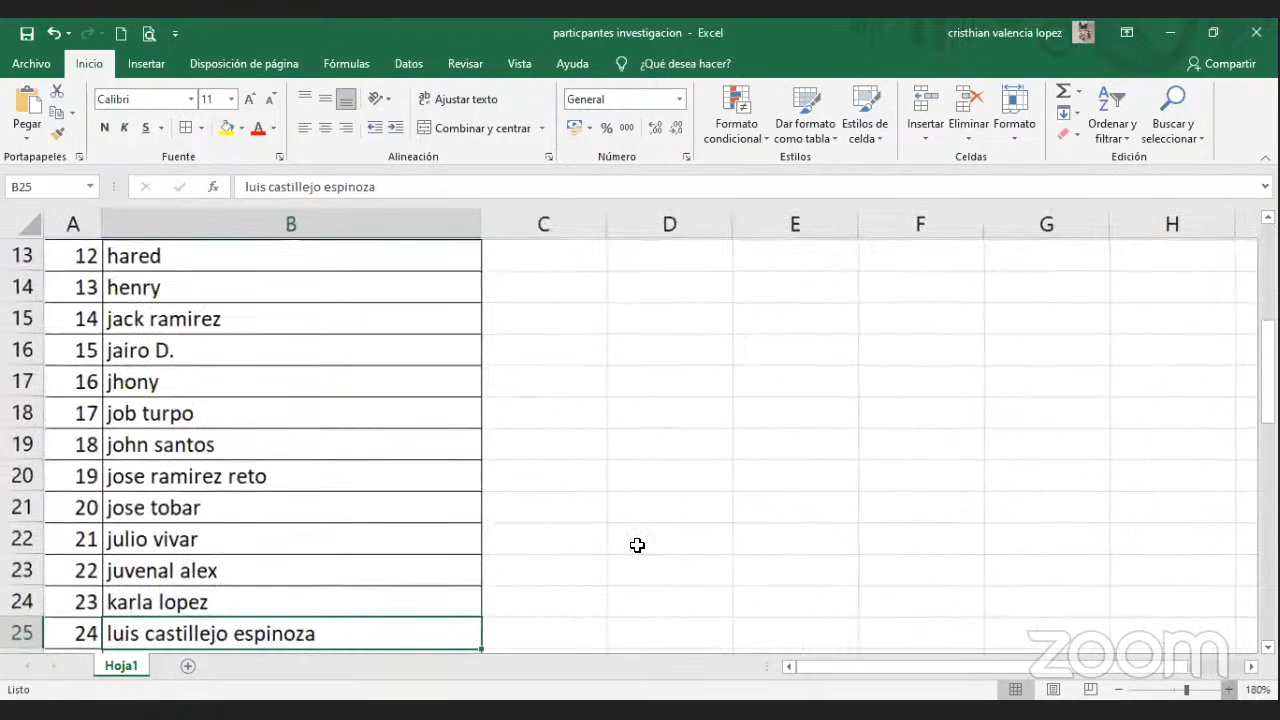 particpantes investigacion - Excel
cristhian valencia lopez
Archivo Inicio Insertar Disposición de página Fórmulas Datos Revisar Vista Ayuda ¿Qué desea hacer? Compartir
Pegar
Calibri 11
N K S
Ajustar texto
Combinar y centrar
General
% 000
Formato condicional
Dar formato como tabla
Estilos de celda
Insertar Eliminar Formato
Ordenar y filtrar
Buscar y seleccionar
Portapapeles Fuente Alineación Número Estilos Celdas Edición
B25 fx luis castillejo espinoza
A B C D E F G H
13 12 hared
14 13 henry
15 14 jack ramirez
16 15 jairo D.
17 16 jhony
18 17 job turpo
19 18 john santos
20 19 jose ramirez reto
21 20 jose tobar
22 21 julio vivar
23 22 juvenal alex
24 23 karla lopez
25 24 luis castillejo espinoza
Hoja1
zoom
Listo 180%